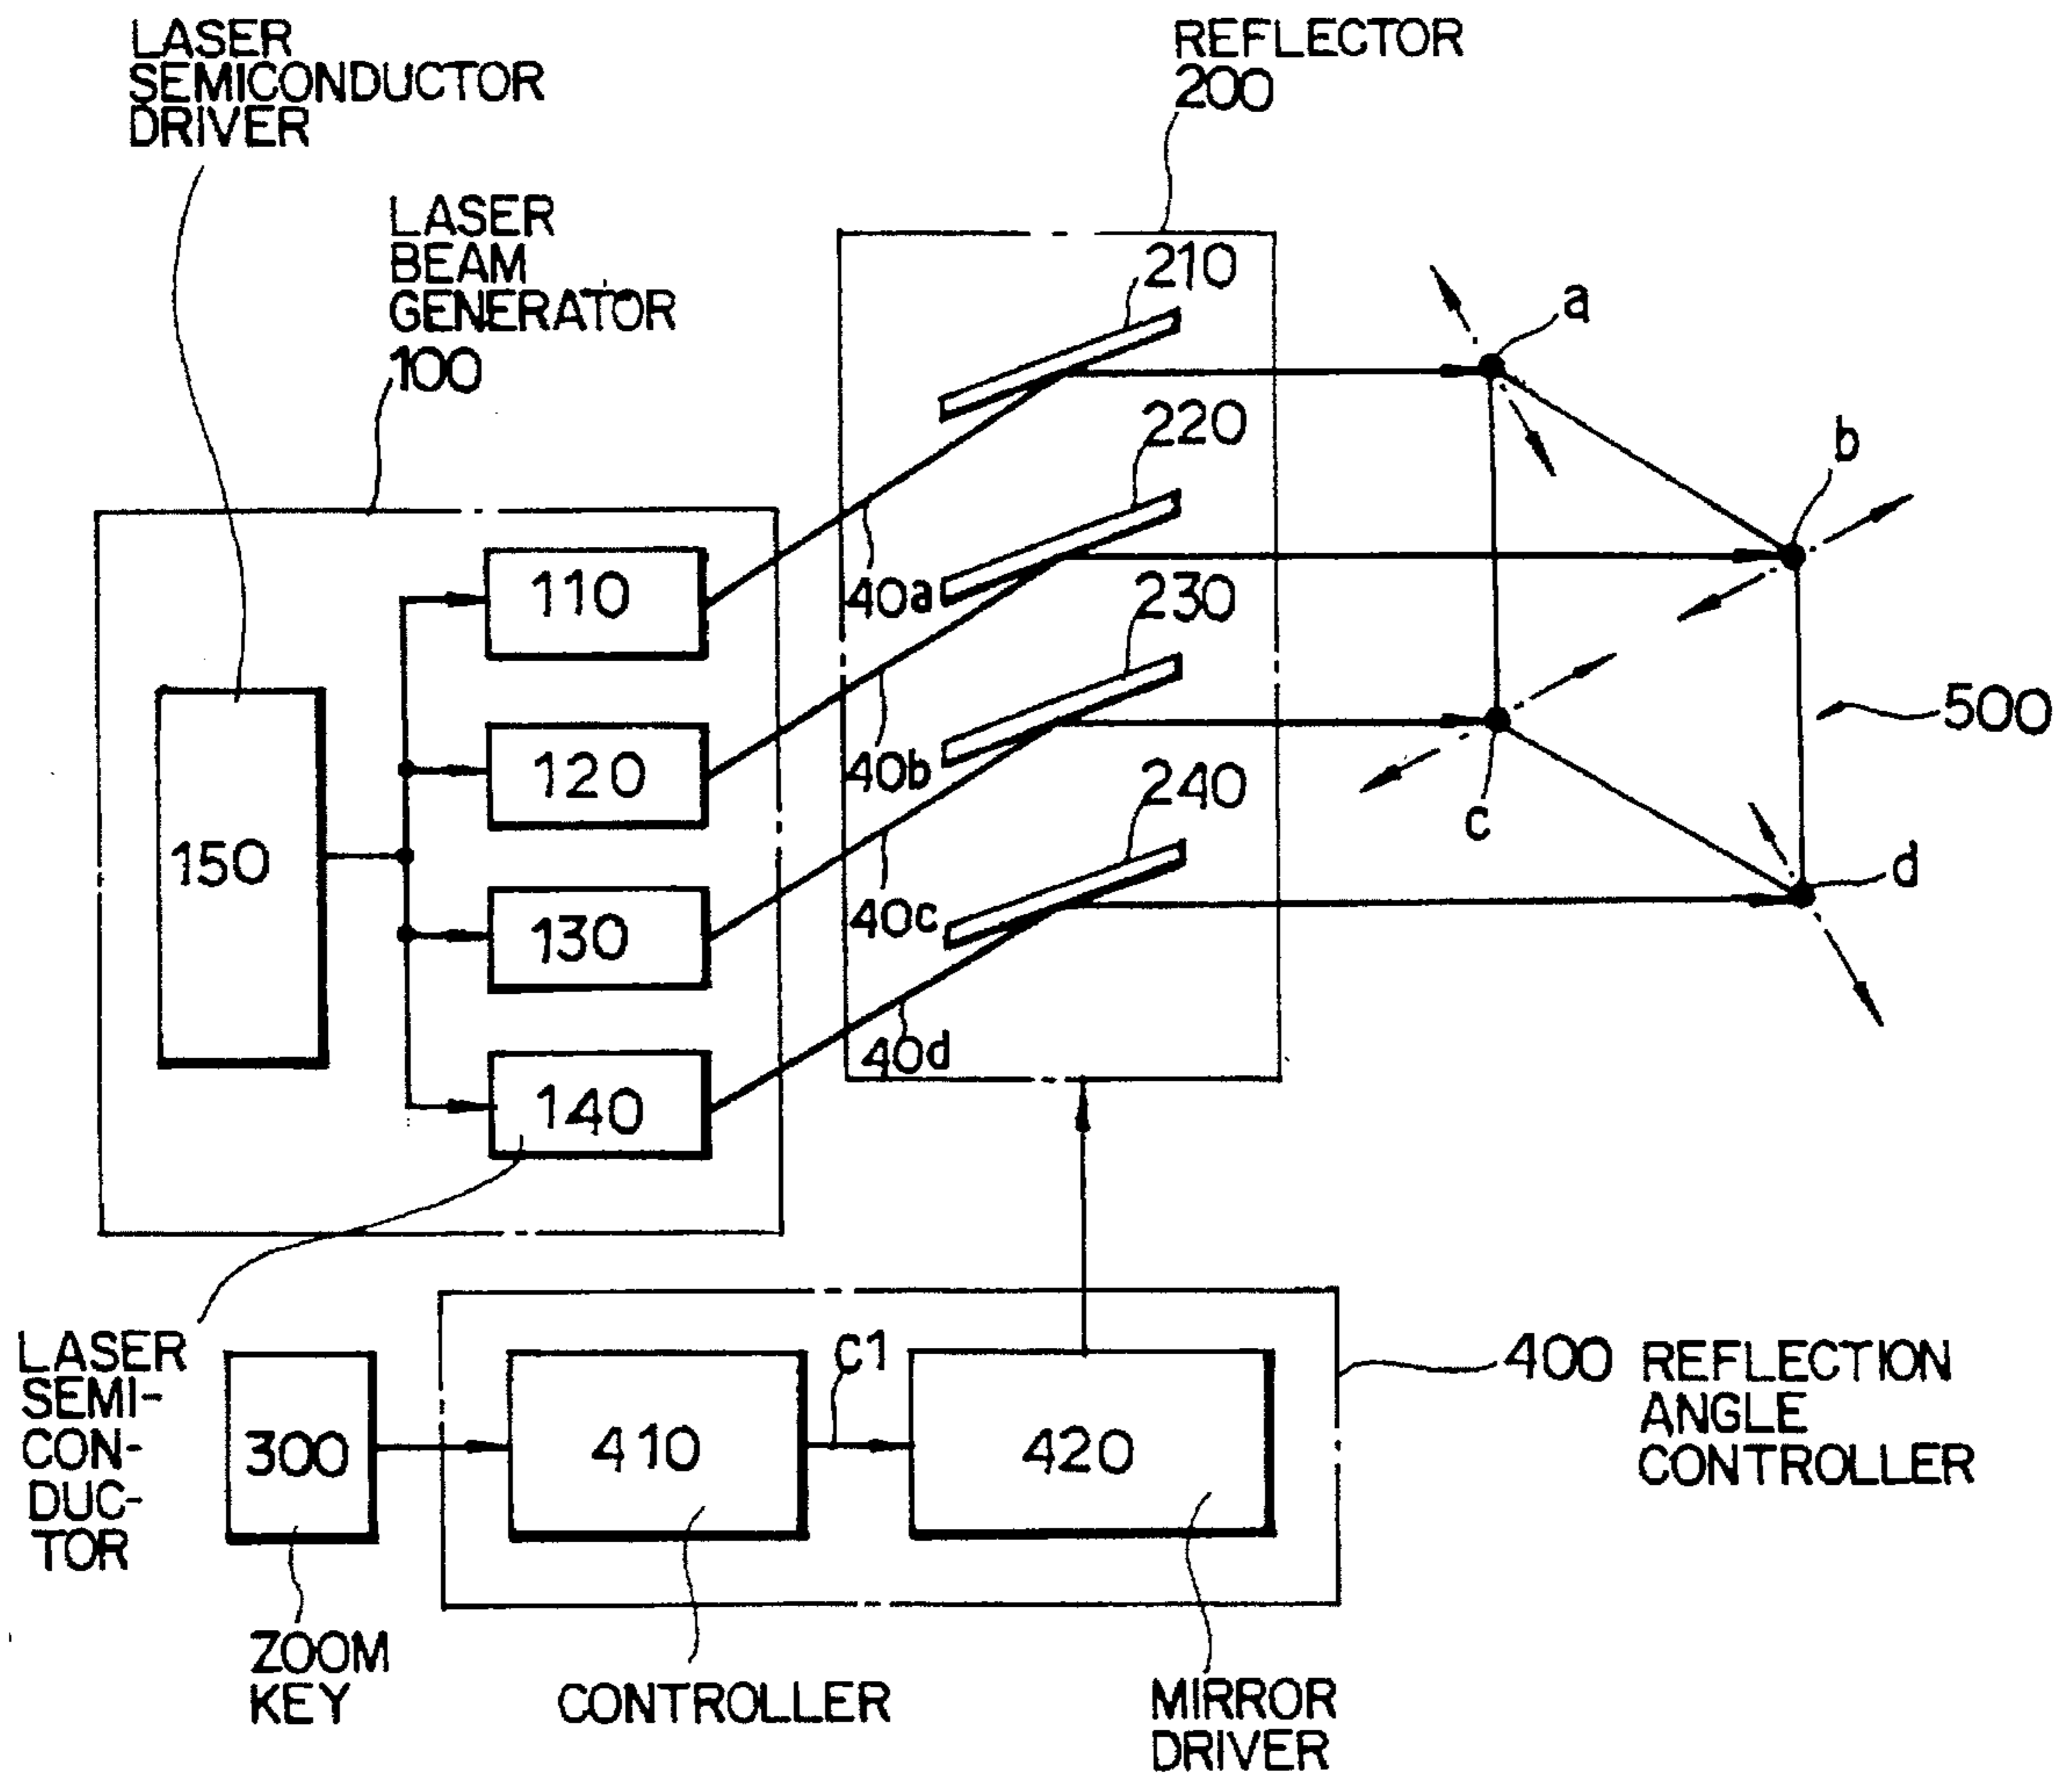 LASER
SEMICONDUCTOR
DRIVER
REFLECTOR
200
LASER
BEAM
GENERATOR
100
210
a
220
b
110
40a
230
120
40b
500
240
c
150
130
40c
d
140
40d
LASER
SEMI-
CON-
DUC-
TOR
300
410
c1
420
400 REFLECTION
ANGLE
CONTROLLER
ZOOM
KEY
CONTROLLER
MIRROR
DRIVER